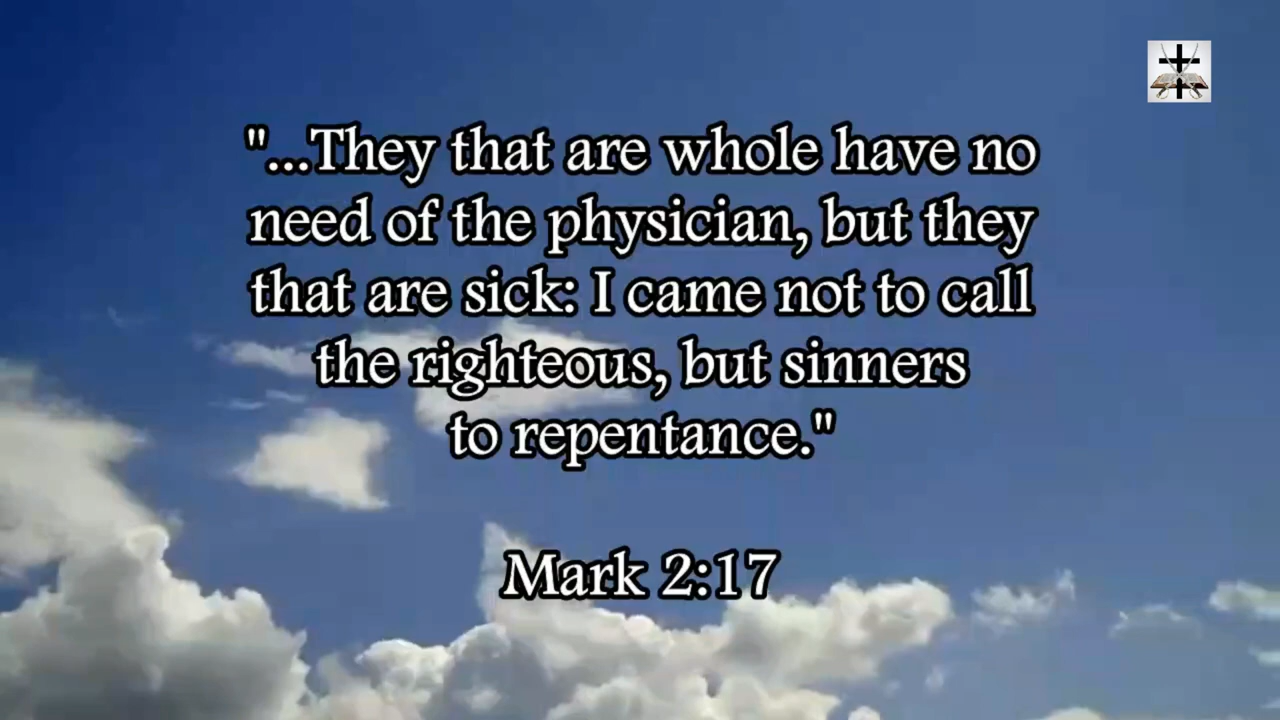 "...They that are whole have no
need of the physician, but they
that are sick: I came not to call
the righteous, but sinners
to repentance."
Mark 2:17